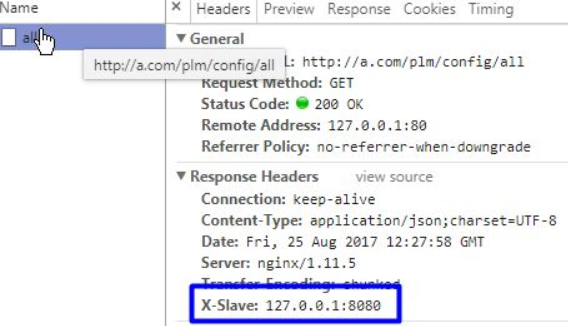 Name
× Headers Preview Response Cookies Timing
all
▼ General
http://a.com/plm/config/all
l: http://a.com/plm/config/all
Request Method: GET
Status Code: 200 OK
Remote Address: 127.0.0.1:80
Referrer Policy: no-referrer-when-downgrade
▼ Response Headers view source
Connection: keep-alive
Content-Type: application/json;charset=UTF-8
Date: Fri, 25 Aug 2017 12:27:58 GMT
Server: nginx/1.11.5
Transfer-Encoding: chunked
X-Slave: 127.0.0.1:8080